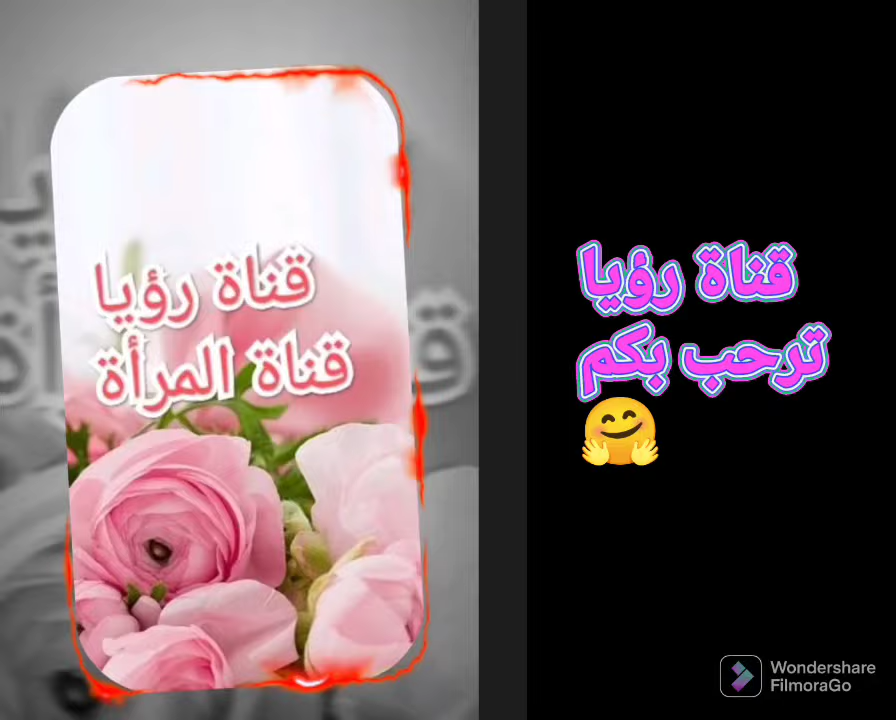 قناة رؤيا
قناة المرأة
قناة رؤيا
ترحب بكم
Wondershare
FilmoraGo